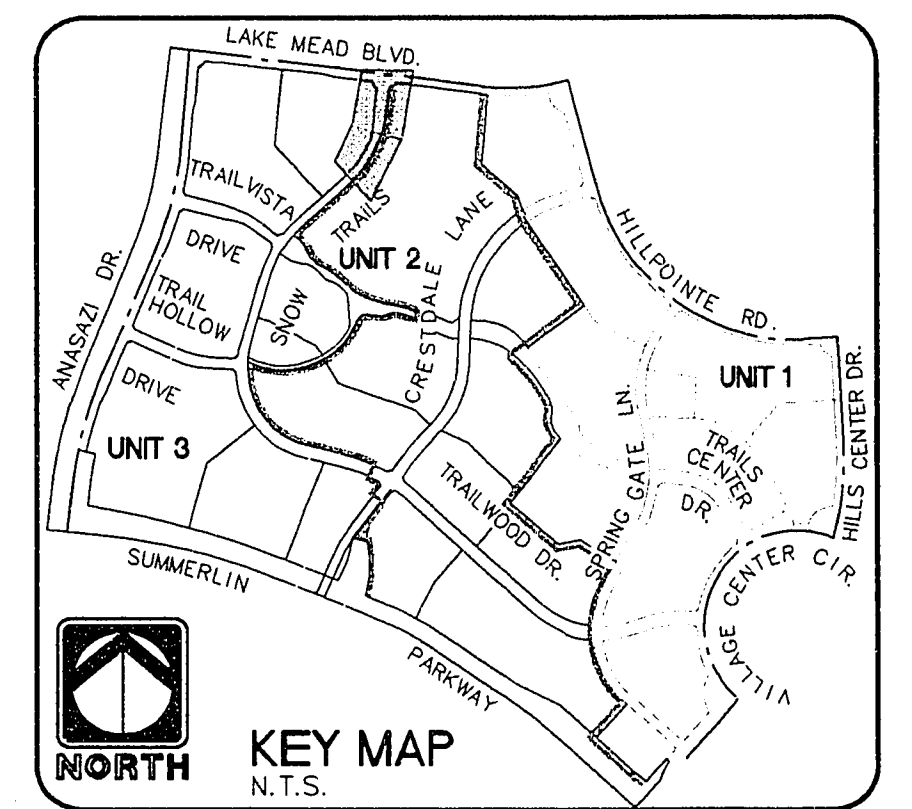 LAKE MEAD BLVD.
TRAILVISTA
DRIVE
TRAILS
LANE
UNIT 2
CRESTDALE
HILLPOINTE RD.
ANASAZI DR.
TRAIL
HOLLOW
DRIVE
SNOW
UNIT 3
UNIT 1
SPRING GATE LN.
TRAILS
CENTER
DR.
HILLS CENTER DR.
TRAILWOOD DR.
VILLAGE CENTER CIR.
SUMMERLIN
PARKWAY
NORTH
KEY MAP
N.T.S.